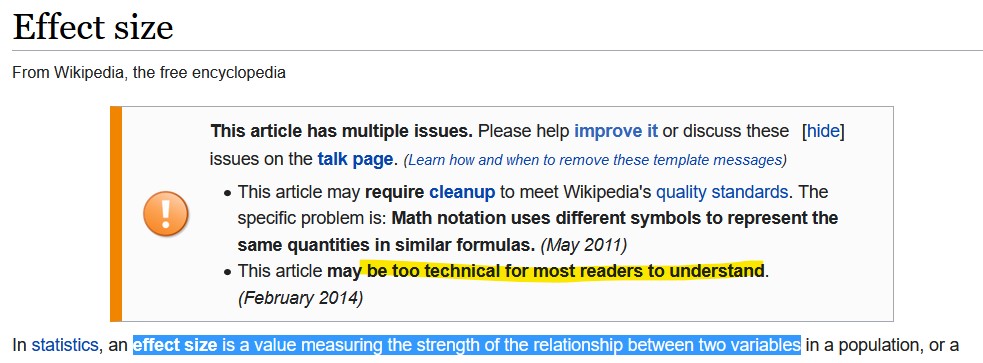 Effect size
From Wikipedia, the free encyclopedia
This article has multiple issues. Please help improve it or discuss these [hide]
issues on the talk page. (Learn how and when to remove these template messages)
• This article may require cleanup to meet Wikipedia's quality standards. The
specific problem is: Math notation uses different symbols to represent the
same quantities in similar formulas. (May 2011)
• This article may be too technical for most readers to understand.
(February 2014)
In statistics, an effect size is a value measuring the strength of the relationship between two variables in a population, or a